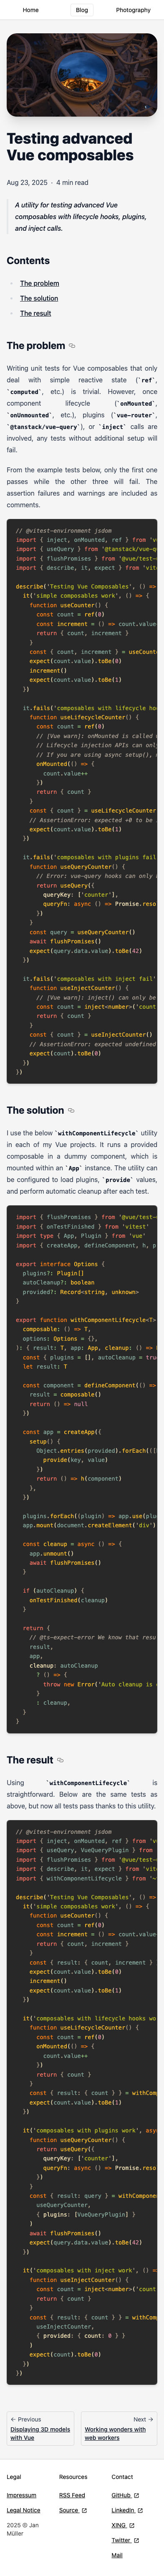 Home Blog Photography
Testing advanced
Vue composables
Aug 23, 2025 · 4 min read
A utility for testing advanced Vue
composables with lifecycle hooks, plugins,
and inject calls.
Contents
The problem
The solution
The result
The problem
Writing unit tests for Vue composables that only
deal with simple reactive state (`ref`,
`computed`, etc.) is trivial. However, once
component lifecycle (`onMounted`,
`onUnmounted`, etc.), plugins (`vue-router`,
`@tanstack/vue-query`), or `inject` calls are
involved, any tests without additional setup will
fail.
From the example tests below, only the first one
passes while the other three will fail. The
assertion failures and warnings are included as
comments.
// @vitest-environment jsdom
import { inject, onMounted, ref } from 'v
import { useQuery } from '@tanstack/vue-q
import { flushPromises } from '@vue/test-
import { describe, it, expect } from 'vite
describe('Testing Vue Composables', () =>
it('simple composables work', () => {
function useCounter() {
const count = ref(0)
const increment = () => count.value
return { count, increment }
}
const { count, increment } = useCounte
expect(count.value).toBe(0)
increment()
expect(count.value).toBe(1)
})
it.fails('composables with lifecycle hoo
function useLifecycleCounter() {
const count = ref(0)
// [Vue warn]: onMounted is called w
// Lifecycle injection APIs can only
// If you are using async setup(), m
onMounted(() => {
count.value++
})
return { count }
}
const { count } = useLifecycleCounter
// AssertionError: expected +0 to be
expect(count.value).toBe(1)
})
it.fails('composables with plugins fail
function useQueryCounter() {
// Error: vue-query hooks can only
return useQuery({
queryKey: ['counter'],
queryFn: async () => Promise.resol
})
}
const query = useQueryCounter()
await flushPromises()
expect(query.data.value).toBe(42)
})
it.fails('composables with inject fail'
function useInjectCounter() {
// [Vue warn]: inject() can only be
const count = inject<number>('count
return { count }
}
const { count } = useInjectCounter()
// AssertionError: expected undefined
expect(count).toBe(0)
})
})
The solution
I use the below `withComponentLifecycle` utility
in each of my Vue projects. It runs a provided
composable in a dummy component, which is
mounted within an `App` instance. The utility can
be configured to load plugins, `provide` values,
and perform automatic cleanup after each test.
import { flushPromises } from '@vue/test-
import { onTestFinished } from 'vitest'
import type { App, Plugin } from 'vue'
import { createApp, defineComponent, h, p
export interface Options {
plugins?: Plugin[]
autoCleanup?: boolean
provided?: Record<string, unknown>
}
export function withComponentLifecycle<T>
composable: () => T,
options: Options = {},
): { result: T, app: App, cleanup: () =>
const { plugins = [], autoCleanup = true
let result: T
const component = defineComponent(() =>
result = composable()
return () => null
})
const app = createApp({
setup() {
Object.entries(provided).forEach(([
provide(key, value)
})
return () => h(component)
},
})
plugins.forEach((plugin) => app.use(plug
app.mount(document.createElement('div')
const cleanup = async () => {
app.unmount()
await flushPromises()
}
if (autoCleanup) {
onTestFinished(cleanup)
}
return {
// @ts-expect-error We know that resul
result,
app,
cleanup: autoCleanup
? () => {
throw new Error('Auto cleanup is
}
: cleanup,
}
}
The result
Using `withComponentLifecycle` is
straightforward. Below are the same tests as
above, but now all tests pass thanks to this utility.
// @vitest-environment jsdom
import { inject, onMounted, ref } from 'v
import { useQuery, VueQueryPlugin } from
import { flushPromises } from '@vue/test-
import { describe, it, expect } from 'vite
import { withComponentLifecycle } from '~
describe('Testing Vue Composables', () =>
it('simple composables work', () => {
function useCounter() {
const count = ref(0)
const increment = () => count.value
return { count, increment }
}
const { result: { count, increment }
expect(count.value).toBe(0)
increment()
expect(count.value).toBe(1)
})
it('composables with lifecycle hooks wo
function useLifecycleCounter() {
const count = ref(0)
onMounted(() => {
count.value++
})
return { count }
}
const { result: { count } } = withComp
expect(count.value).toBe(1)
})
it('composables with plugins work', asyn
function useQueryCounter() {
return useQuery({
queryKey: ['counter'],
queryFn: async () => Promise.resol
})
}
const { result: query } = withComponen
useQueryCounter,
{ plugins: [VueQueryPlugin] }
)
await flushPromises()
expect(query.data.value).toBe(42)
})
it('composables with inject work', () =>
function useInjectCounter() {
const count = inject<number>('count
return { count }
}
const { result: { count } } = withComp
useInjectCounter,
{ provided: { count: 0 } }
)
expect(count).toBe(0)
})
})
← Previous
Displaying 3D models
with Vue
Next →
Working wonders with
web workers
Legal Resources Contact
Impressum RSS Feed GitHub
Legal Notice Source LinkedIn
2025 © Jan
Müller
XING
Twitter
Mail